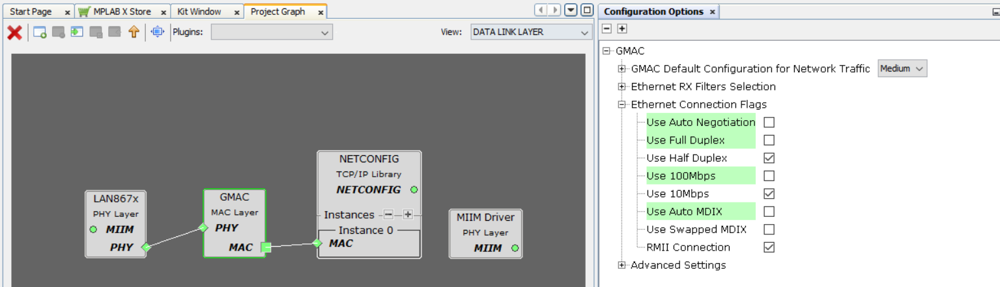 Start Page x MPLAB X Store x Kit Window x Project Graph x
Plugins: View: DATA LINK LAYER
LAN867x
PHY Layer
MIIM
PHY
GMAC
MAC Layer
PHY
MAC
NETCONFIG
TCP/IP Library
NETCONFIG
Instances
Instance 0
MAC
MIIM Driver
PHY Layer
MIIM
Configuration Options x
GMAC
GMAC Default Configuration for Network Traffic Medium
Ethernet RX Filters Selection
Ethernet Connection Flags
Use Auto Negotiation
Use Full Duplex
Use Half Duplex
Use 100Mbps
Use 10Mbps
Use Auto MDIX
Use Swapped MDIX
RMII Connection
Advanced Settings